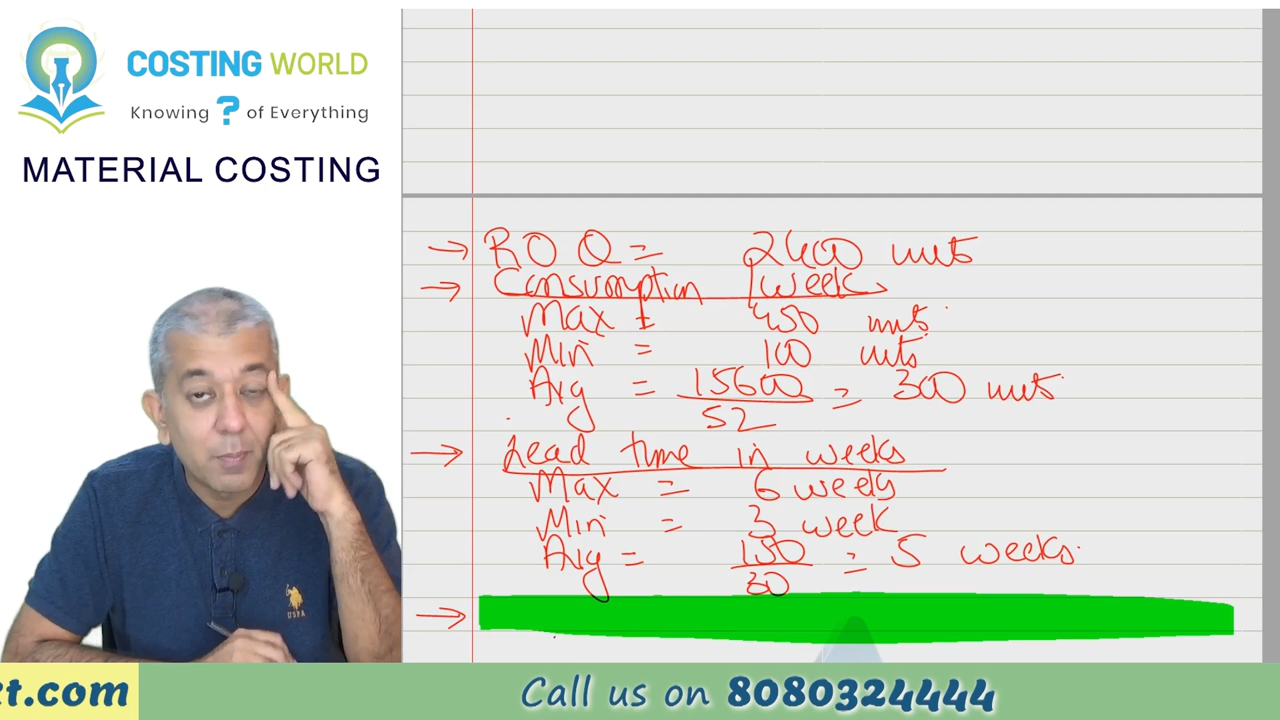 COSTING WORLD
Knowing ? of Everything
MATERIAL COSTING
→ ROQ = 2400 units
→ Consumption / week
Max = 450 units
Min = 100 units
Avg = 15600 / 52 = 300 units
→ Lead time in weeks
Max = 6 weeks
Min = 3 week
Avg = 150 / 30 = 5 weeks.
→
USPA
ct.com
Call us on 8080324444